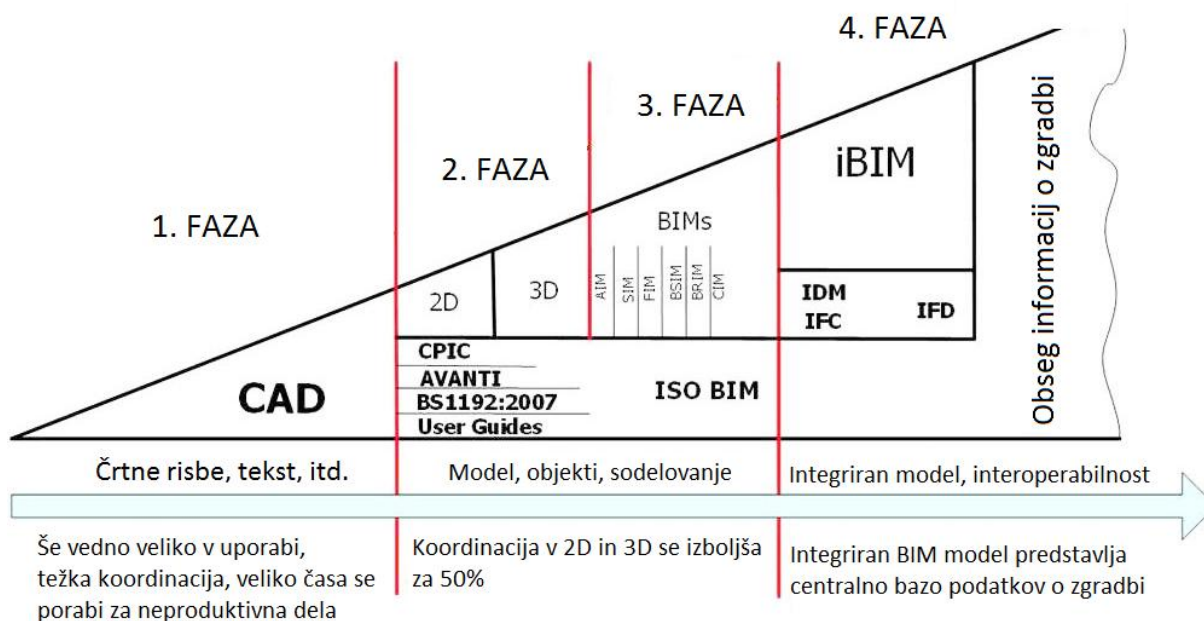 4. FAZA
3. FAZA
2. FAZA
1. FAZA
iBIM
BIMs
AIM
SIM
FIM
BSIM
BRIM
CIM
2D
3D
IDM
IFC
IFD
Obseg informacij o zgradbi
CAD
CPIC
AVANTI
BS1192:2007
User Guides
ISO BIM
Črtne risbe, tekst, itd.
Model, objekti, sodelovanje
Integriran model, interoperabilnost
Še vedno veliko v uporabi,
težka koordinacija, veliko časa se
porabi za neproduktivna dela
Koordinacija v 2D in 3D se izboljša
za 50%
Integriran BIM model predstavlja
centralno bazo podatkov o zgradbi